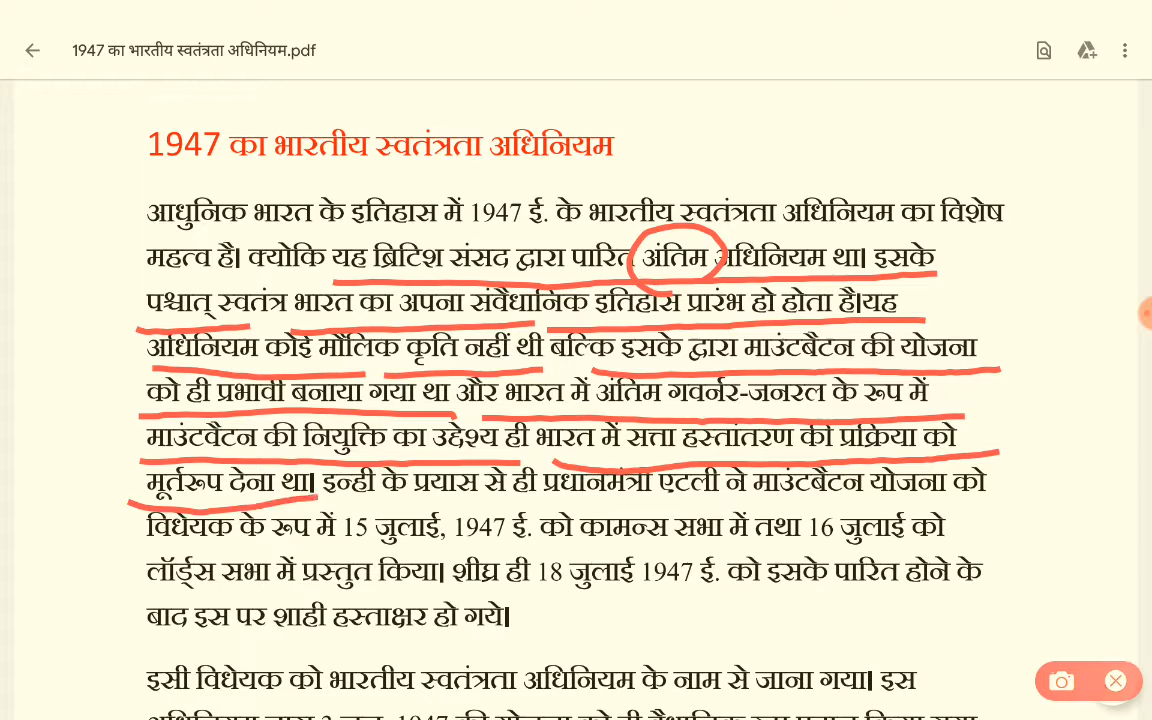 1947 का भारतीय स्वतंत्रता अधिनियम.pdf
1947 का भारतीय स्वतंत्रता अधिनियम
आधुनिक भारत के इतिहास में 1947 ई. के भारतीय स्वतंत्रता अधिनियम का विशेष
महत्व है। क्योकि यह ब्रिटिश संसद द्वारा पारित अंतिम अधिनियम था। इसके
पश्चात् स्वतंत्र भारत का अपना संवैधानिक इतिहास प्रारंभ हो होता है।यह
अधिनियम कोई मौलिक कृति नहीं थी बल्कि इसके द्वारा माउंटबैटन की योजना
को ही प्रभावी बनाया गया था और भारत में अंतिम गवर्नर-जनरल के रूप में
माउंटवैटन की नियुक्ति का उद्देश्य ही भारत में सत्ता हस्तांतरण की प्रक्रिया को
मूर्तरूप देना था। इन्ही के प्रयास से ही प्रधानमंत्री एटली ने माउंटबैटन योजना को
विधेयक के रूप में 15 जुलाई, 1947 ई. को कामन्स सभा में तथा 16 जुलाई को
लॉर्ड्स सभा में प्रस्तुत किया। शीघ्र ही 18 जुलाई 1947 ई. को इसके पारित होने के
बाद इस पर शाही हस्ताक्षर हो गये।
इसी विधेयक को भारतीय स्वतंत्रता अधिनियम के नाम से जाना गया। इस